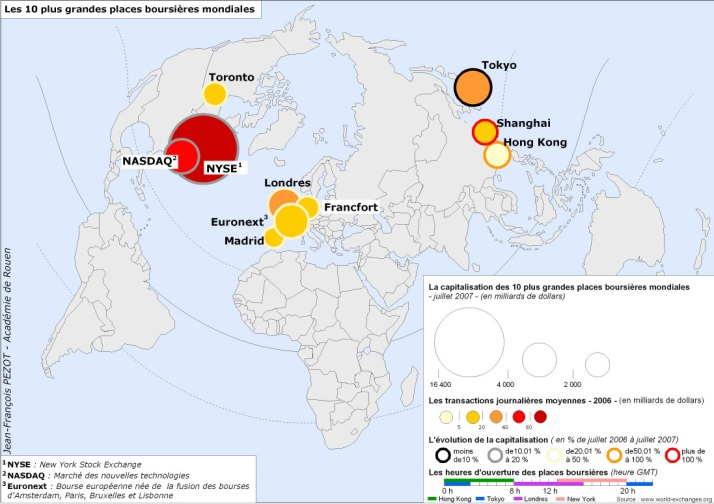 Les 10 plus grandes places boursières mondiales
Toronto
Tokyo
Shanghai
Hong Kong
NASDAQ²
NYSE¹
Londres
Francfort
Euronext³
Madrid
Jean-François PEZOT - Académie de Rouen
La capitalisation des 10 plus grandes places boursières mondiales
- juillet 2007 - (en milliards de dollars)
16 400 4 000 2 000
Les transactions journalières moyennes - 2006 - (en milliards de dollars)
5 20 40 80
L'évolution de la capitalisation ( en % de juillet 2006 à juillet 2007)
moins de 10 %
de10,01 à 20 %
de20,01 à 50 %
de50.01 à 100 %
plus de 100 %
Les heures d'ouverture des places boursières (heure GMT)
0 h 8 h 12 h 20 h
Hong Kong Tokyo Londres New York
Source : www.world-exchanges.org
¹ NYSE : New York Stock Exchange
² NASDAQ : Marché des nouvelles technologies
³ Euronext : Bourse européenne née de la fusion des bourses
d'Amsterdam, Paris, Bruxelles et Lisbonne